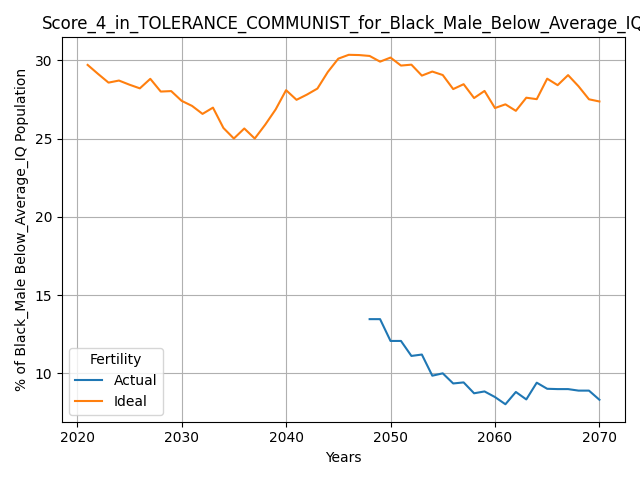 Score_4_in_TOLERANCE_COMMUNIST_for_Black_Male_Below_Average_IQ
% of Black_Male Below_Average_IQ Population
30
25
20
15
10
Fertility
Actual
Ideal
2020 2030 2040 2050 2060 2070
Years